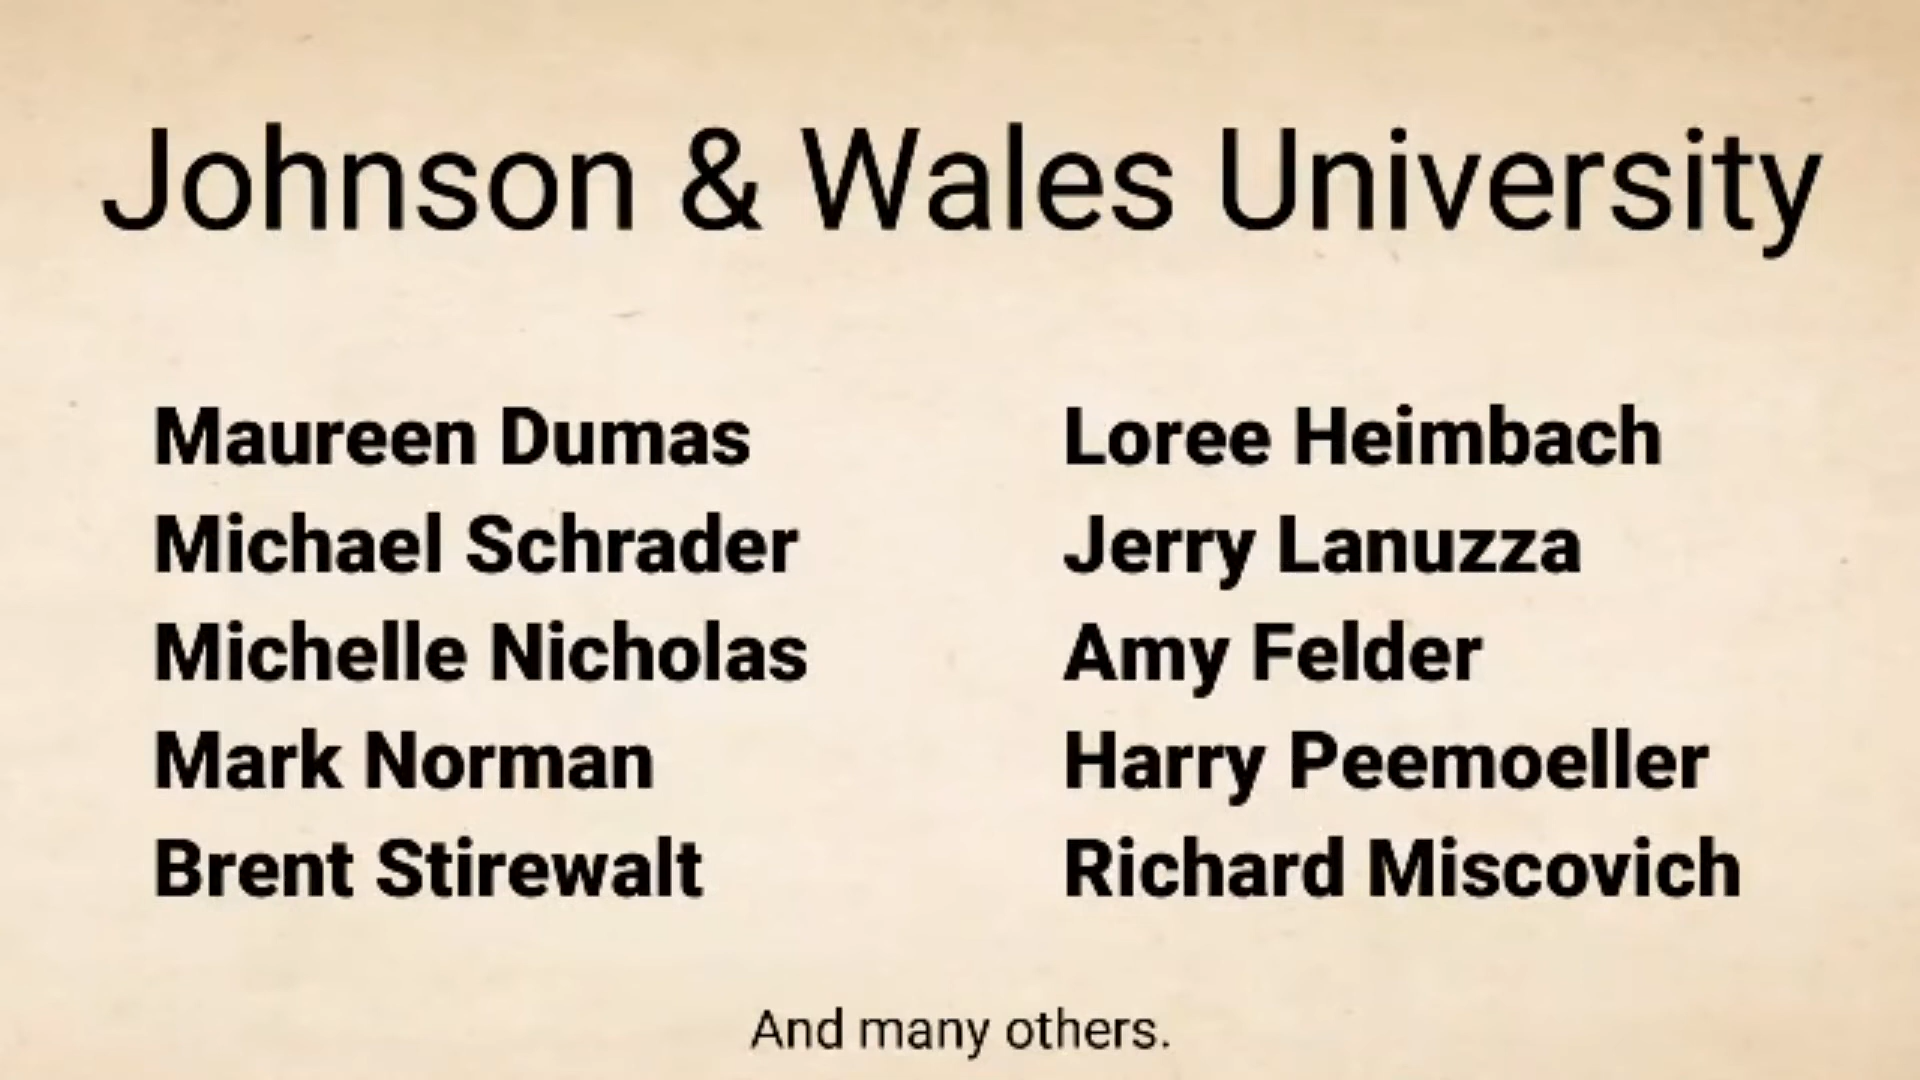 Johnson & Wales University
Maureen Dumas
Michael Schrader
Michelle Nicholas
Mark Norman
Brent Stirewalt
Loree Heimbach
Jerry Lanuzza
Amy Felder
Harry Peemoeller
Richard Miscovich
And many others.